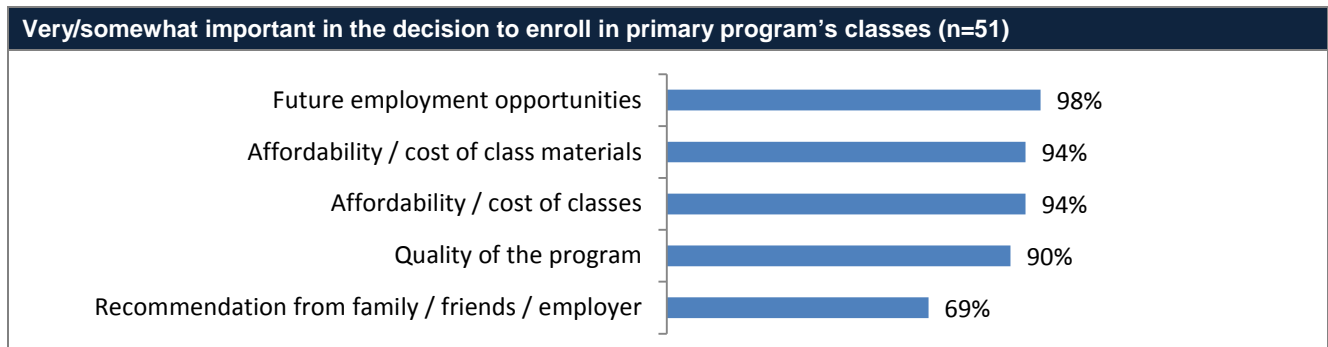 Very/somewhat important in the decision to enroll in primary program’s classes (n=51)
Future employment opportunities 98%
Affordability / cost of class materials 94%
Affordability / cost of classes 94%
Quality of the program 90%
Recommendation from family / friends / employer 69%